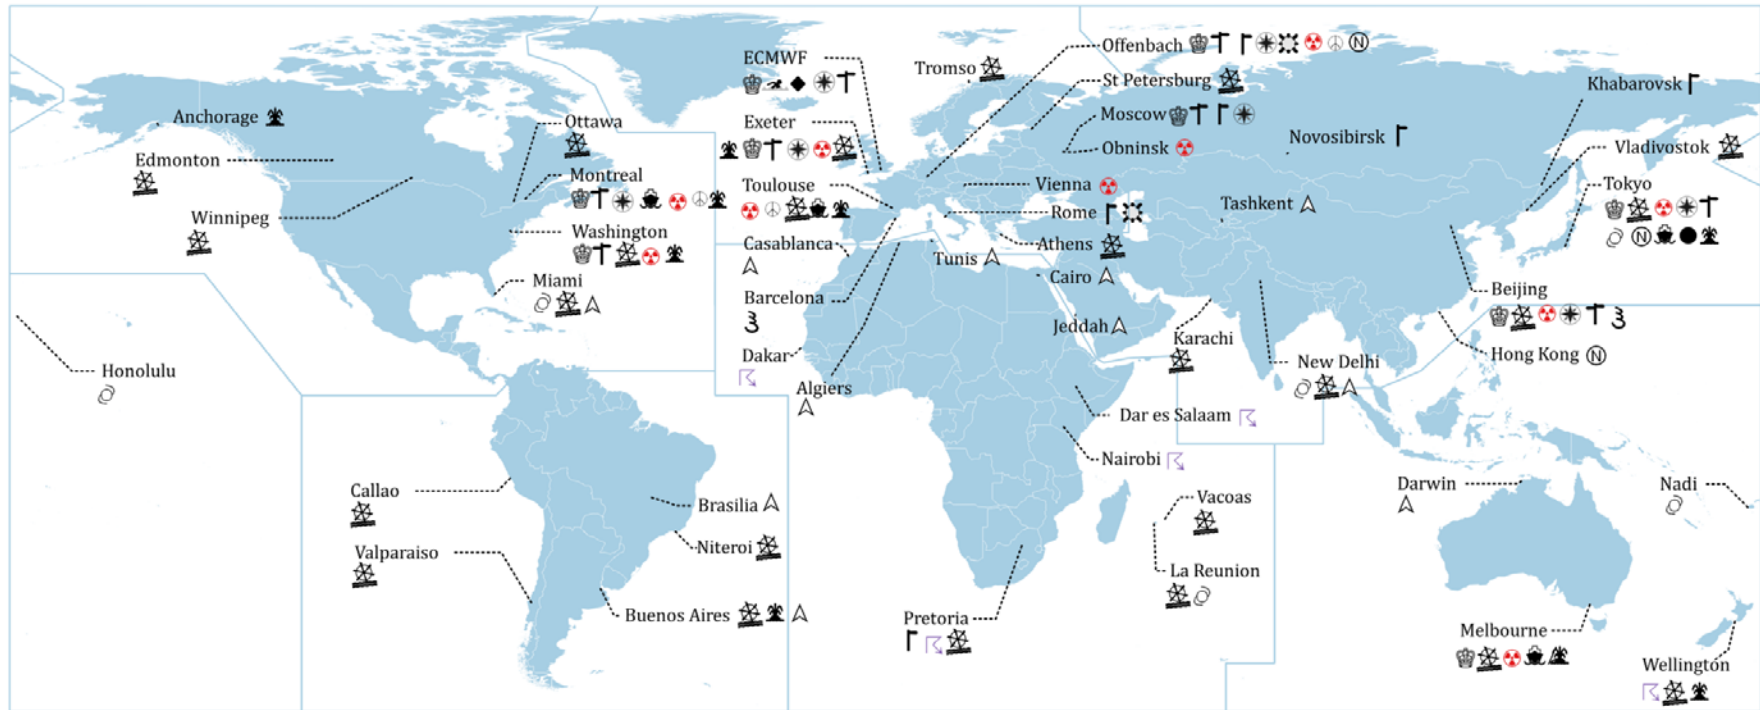 Offenbach
ECMWF
Tromso
St Petersburg
Khabarovsk
Anchorage
Ottawa
Exeter
Moscow
Novosibirsk
Edmonton
Obninsk
Vladivostok
Montreal
Toulouse
Vienna
Tokyo
Winnipeg
Rome
Tashkent
Washington
Casablanca
Athens
Tunis
Cairo
Miami
Barcelona
Beijing
Jeddah
Karachi
Dakar
Hong Kong
Honolulu
New Delhi
Algiers
Dar es Salaam
Nairobi
Callao
Brasilia
Vacoas
Darwin
Nadi
Niteroi
Valparaiso
La Reunion
Buenos Aires
Pretoria
Melbourne
Wellington
N
N
N